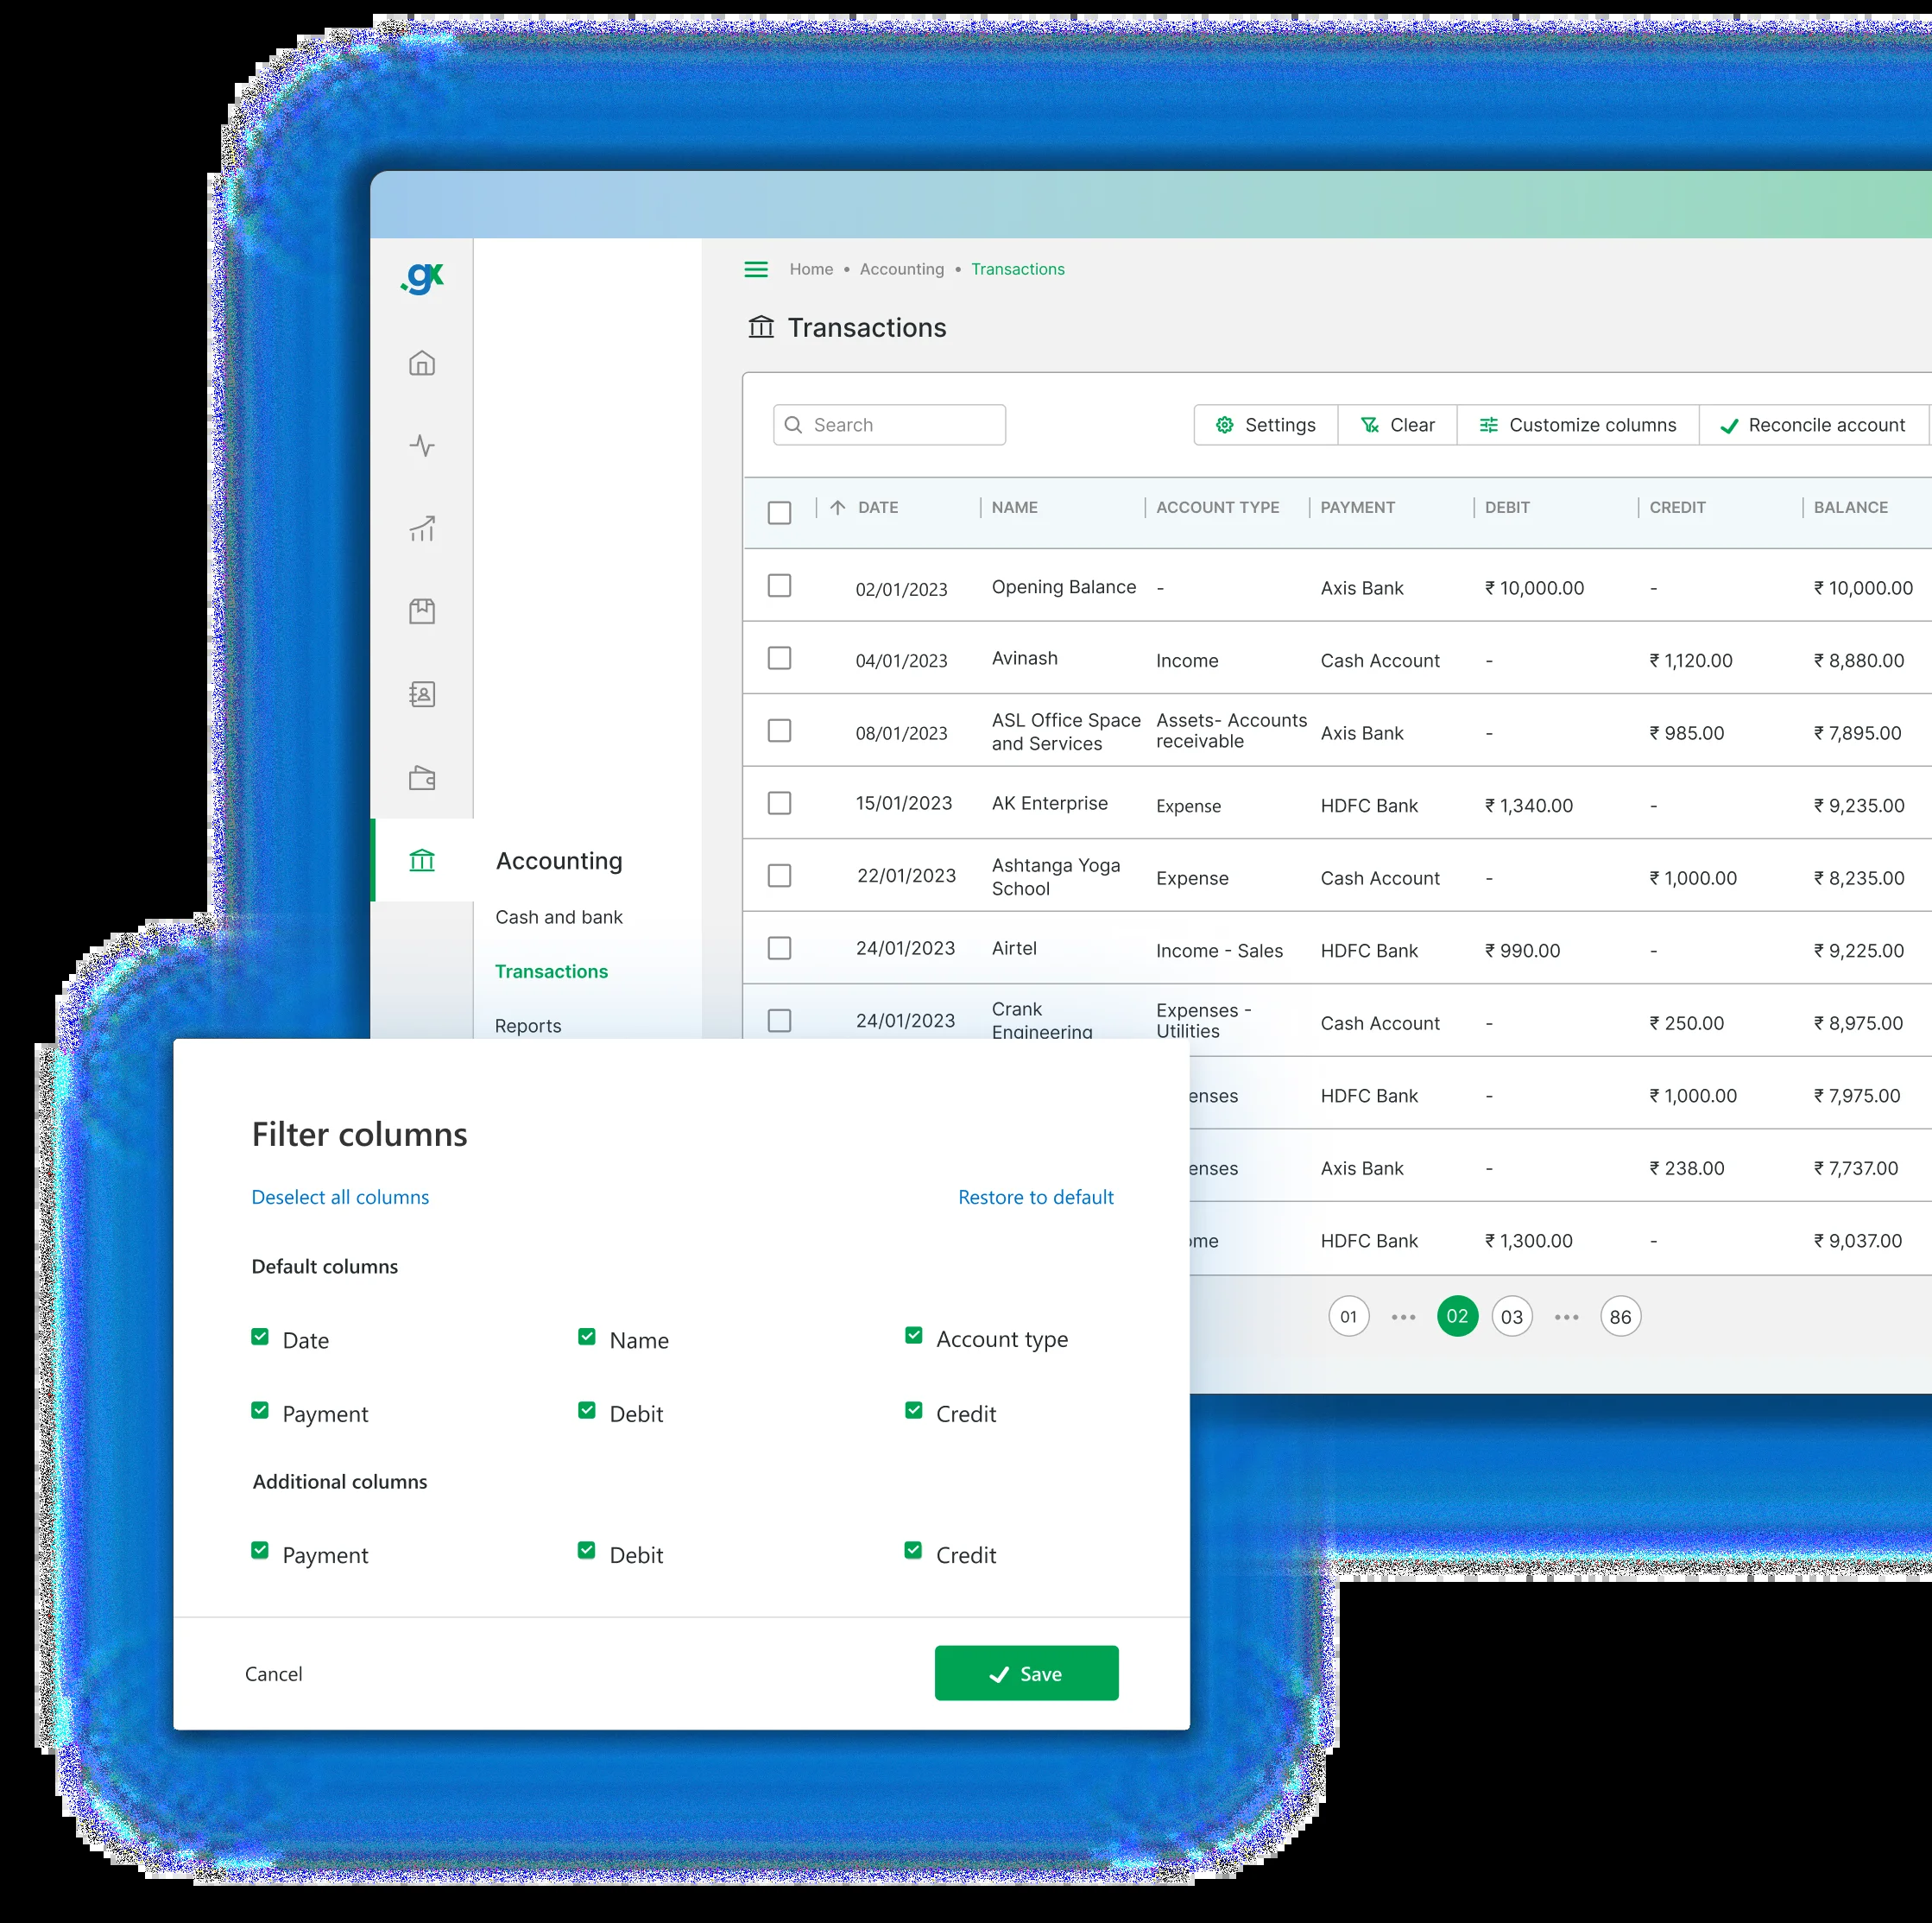 .gx
Home • Accounting • Transactions
Transactions
Search
Settings
Clear
Customize columns
Reconcile account
DATE NAME ACCOUNT TYPE PAYMENT DEBIT CREDIT BALANCE
02/01/2023 Opening Balance - Axis Bank ₹ 10,000.00 - ₹ 10,000.00
04/01/2023 Avinash Income Cash Account - ₹ 1,120.00 ₹ 8,880.00
08/01/2023 ASL Office Space and Services Assets- Accounts receivable Axis Bank - ₹ 985.00 ₹ 7,895.00
15/01/2023 AK Enterprise Expense HDFC Bank ₹ 1,340.00 - ₹ 9,235.00
22/01/2023 Ashtanga Yoga School Expense Cash Account - ₹ 1,000.00 ₹ 8,235.00
24/01/2023 Airtel Income - Sales HDFC Bank ₹ 990.00 - ₹ 9,225.00
24/01/2023 Crank Engineering Expenses - Utilities Cash Account - ₹ 250.00 ₹ 8,975.00
enses HDFC Bank - ₹ 1,000.00 ₹ 7,975.00
enses Axis Bank - ₹ 238.00 ₹ 7,737.00
ome HDFC Bank ₹ 1,300.00 - ₹ 9,037.00
01 ••• 02 03 ••• 86
Accounting
Cash and bank
Transactions
Reports
Filter columns
Deselect all columns Restore to default
Default columns
Date Name Account type
Payment Debit Credit
Additional columns
Payment Debit Credit
Cancel Save